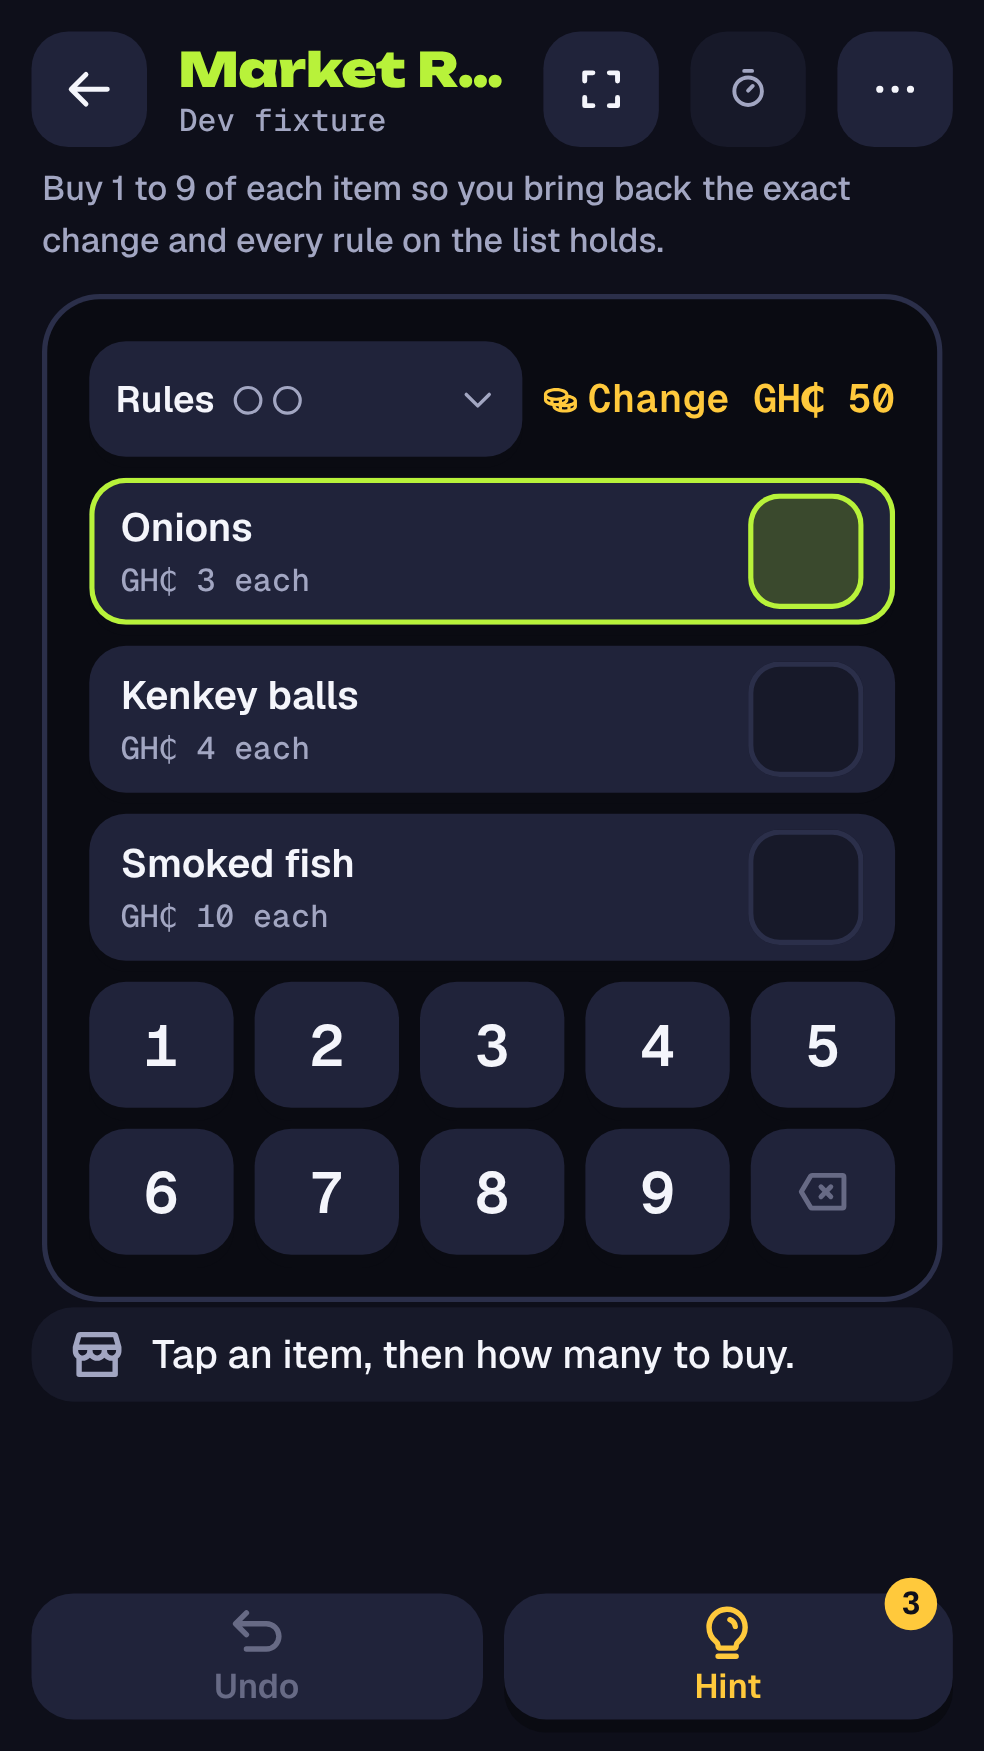 Market R...
Dev fixture
Buy 1 to 9 of each item so you bring back the exact
change and every rule on the list holds.
Rules
Change GH₵ 50
Onions
GH₵ 3 each
Kenkey balls
GH₵ 4 each
Smoked fish
GH₵ 10 each
1 2 3 4 5
6 7 8 9
Tap an item, then how many to buy.
Undo
3
Hint